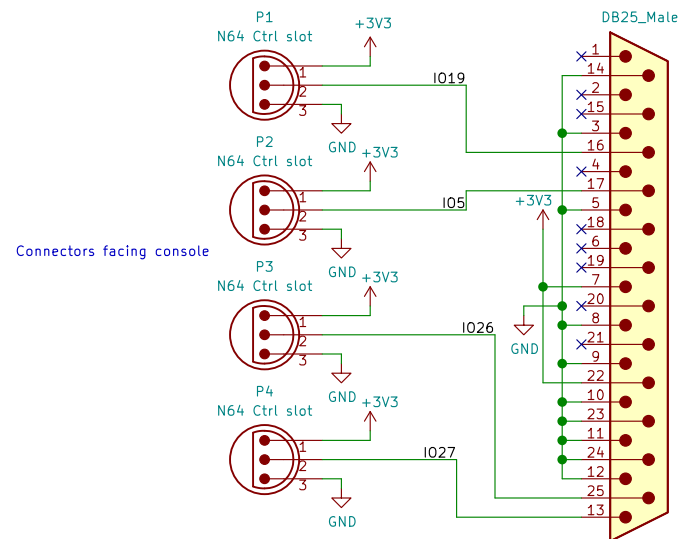 DB25_Male
P1
N64 Ctrl slot
+3V3
1
2
3
GND
IO19
P2
N64 Ctrl slot
+3V3
1
2
3
GND
IO5
Connectors facing console
P3
N64 Ctrl slot
+3V3
1
2
3
GND
IO26
P4
N64 Ctrl slot
+3V3
1
2
3
GND
IO27
+3V3
GND
1
14
2
15
3
16
4
17
5
18
6
19
7
20
8
21
9
22
10
23
11
24
12
25
13